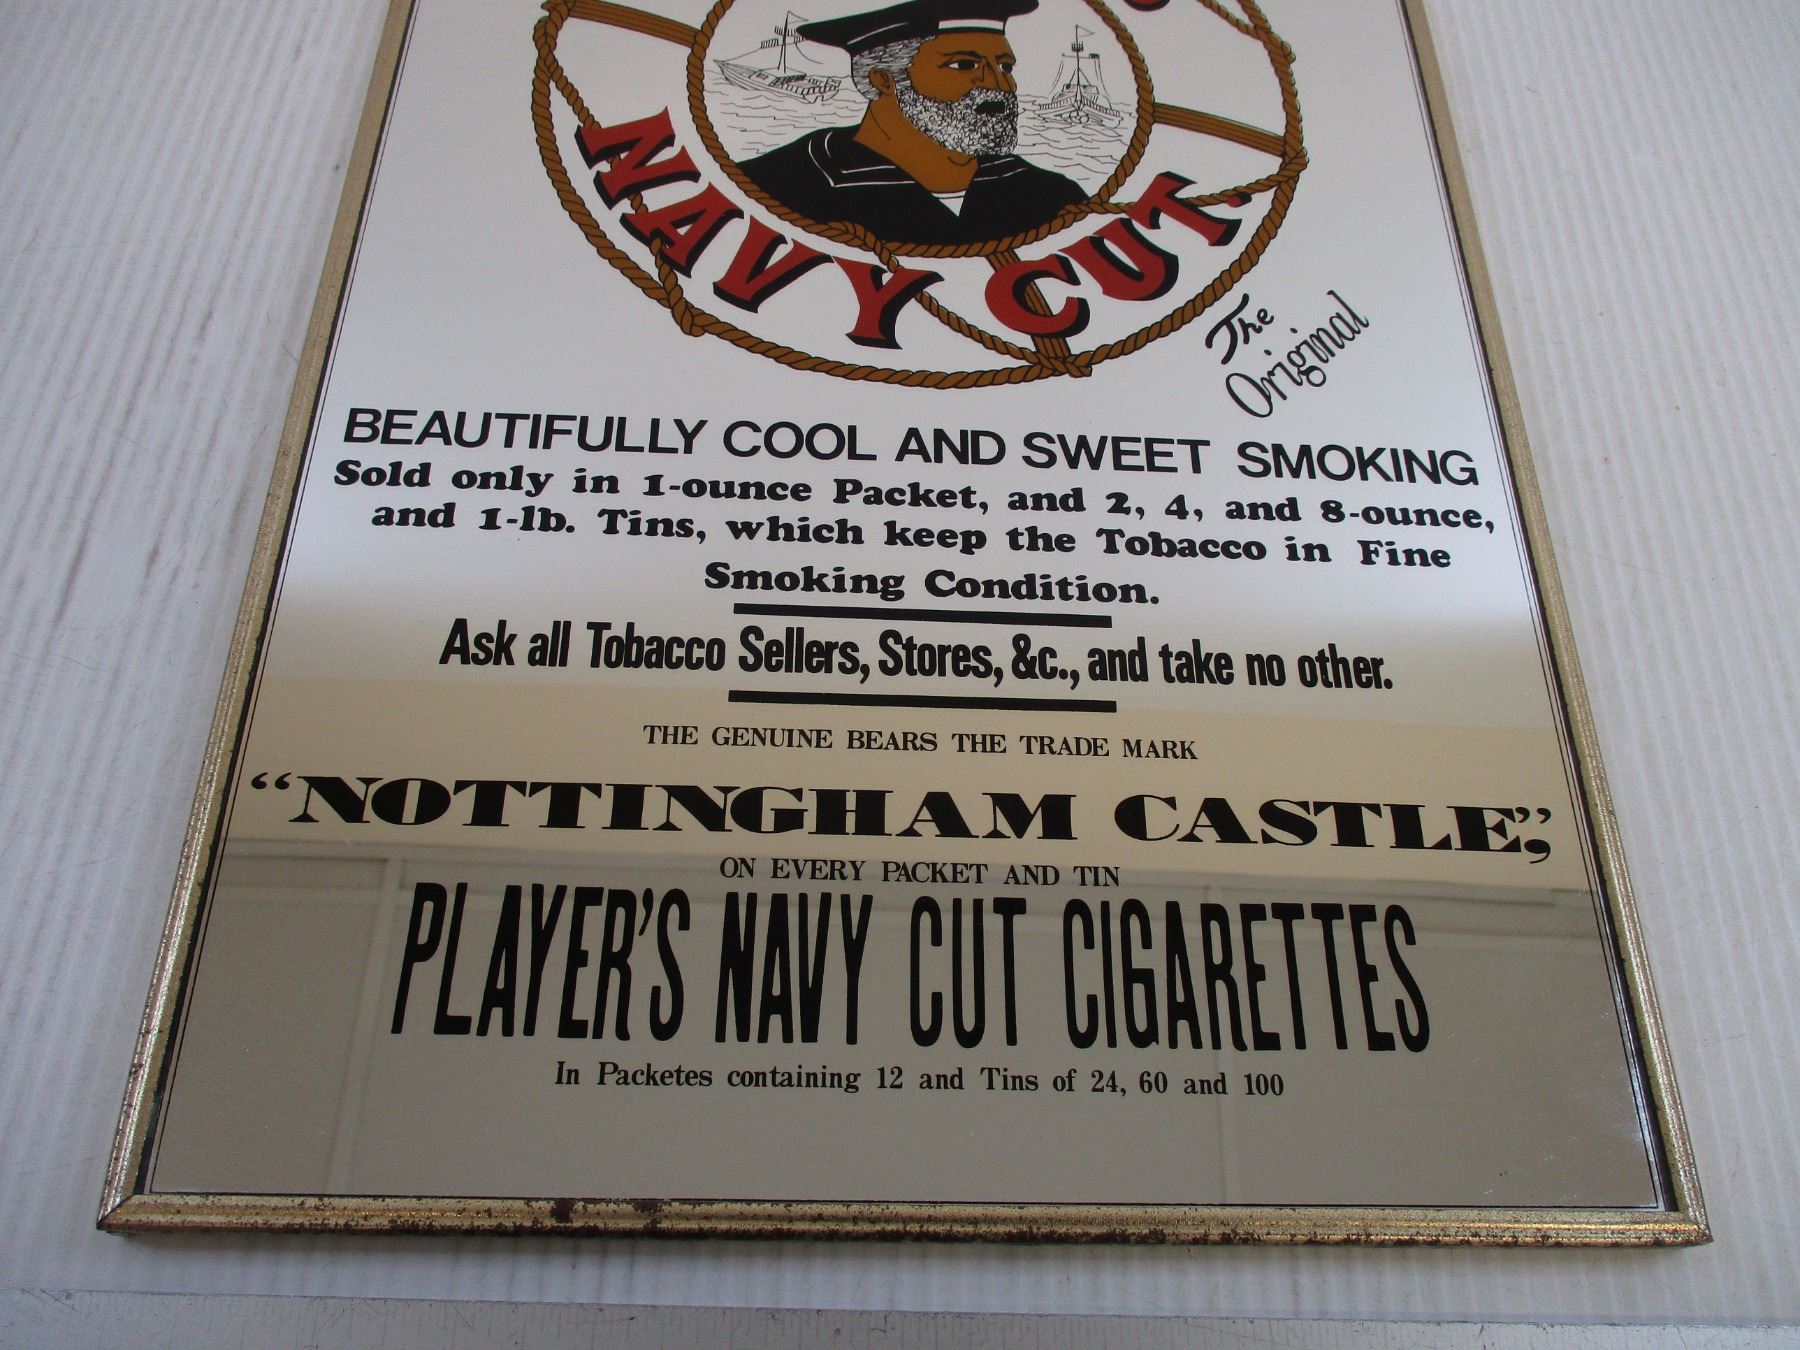 NAVY CUT.
The
Original
BEAUTIFULLY COOL AND SWEET SMOKING
Sold only in 1-ounce Packet, and 2, 4, and 8-ounce,
and 1-lb. Tins, which keep the Tobacco in Fine
Smoking Condition.
Ask all Tobacco Sellers, Stores, &c., and take no other.
THE GENUINE BEARS THE TRADE MARK
“NOTTINGHAM CASTLE”,
ON EVERY PACKET AND TIN
PLAYER'S NAVY CUT CIGARETTES
In Packetes containing 12 and Tins of 24, 60 and 100